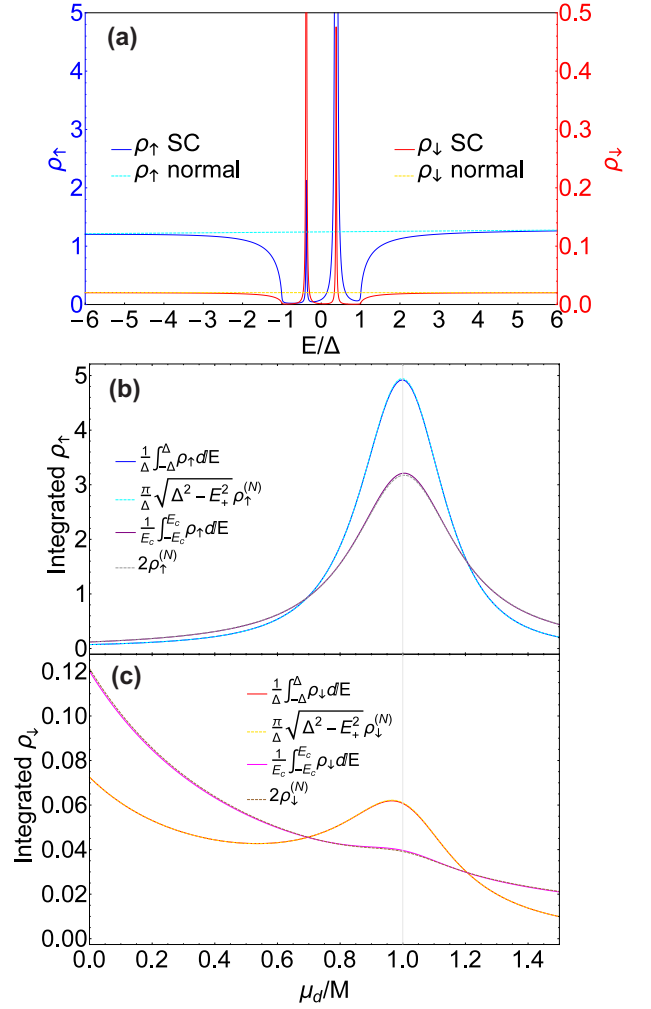 (a)
5
4
3
2
1
0
ρ↑
0.5
0.4
0.3
0.2
0.1
0.0
ρ↓
ρ↑ SC
ρ↑ normal
ρ↓ SC
ρ↓ normal
−6 −5 −4 −3 −2 −1 0 1 2 3 4 5 6
E/Δ
(b)
5
4
3
2
1
0
Integrated ρ↑
1/Δ ∫_{-Δ}^{Δ} ρ↑ dE
π/Δ √(Δ² − E₊²) ρ↑^(N)
1/E_c ∫_{-E_c}^{E_c} ρ↑ dE
2ρ↑^(N)
(c)
0.12
0.10
0.08
0.06
0.04
0.02
0.00
Integrated ρ↓
1/Δ ∫_{-Δ}^{Δ} ρ↓ dE
π/Δ √(Δ² − E₊²) ρ↓^(N)
1/E_c ∫_{-E_c}^{E_c} ρ↓ dE
2ρ↓^(N)
0.0 0.2 0.4 0.6 0.8 1.0 1.2 1.4
μ_d/M